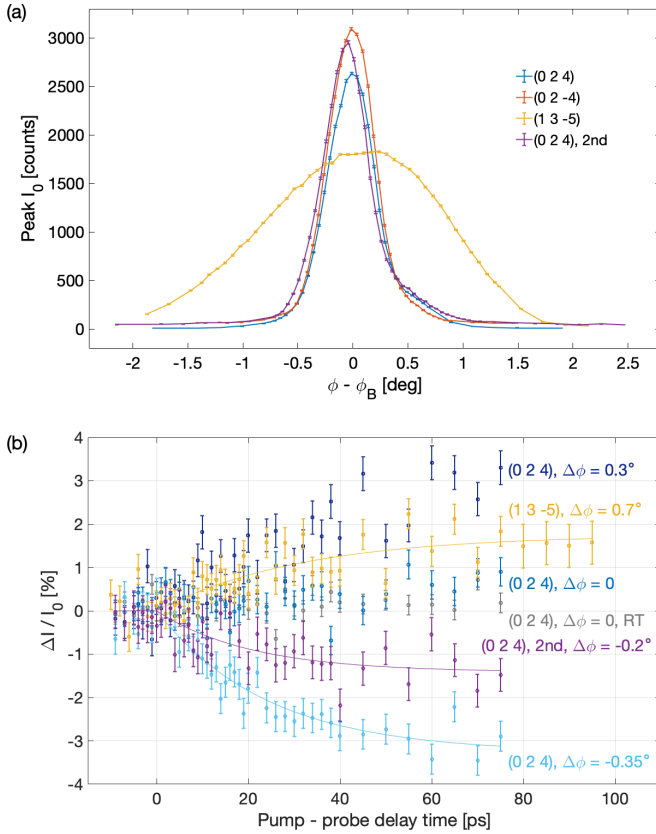 (a)
3000
2500
2000
1500
1000
500
0
Peak I0 [counts]
(0 2 4)
(0 2 -4)
(1 3 -5)
(0 2 4), 2nd
-2 -1.5 -1 -0.5 0 0.5 1 1.5 2 2.5
ϕ - ϕB [deg]
(b)
4
3
2
1
0
-1
-2
-3
-4
ΔI / I0 [%]
(0 2 4), Δϕ = 0.3°
(1 3 -5), Δϕ = 0.7°
(0 2 4), Δϕ = 0
(0 2 4), Δϕ = 0, RT
(0 2 4), 2nd, Δϕ = -0.2°
(0 2 4), Δϕ = -0.35°
0 20 40 60 80 100
Pump - probe delay time [ps]